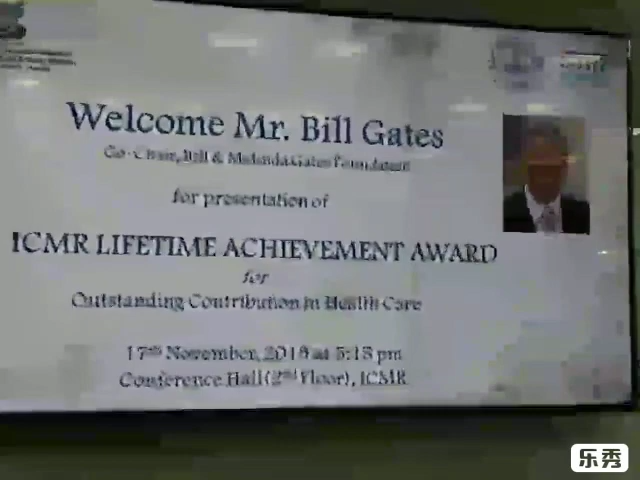 Welcome Mr. Bill Gates
Co-Chair, Bill & Melinda Gates Foundation
for presentation of
ICMR LIFETIME ACHIEVEMENT AWARD
for
Outstanding Contribution in Health Care
17th November, 2019 at 5:15 pm
Conference Hall (2nd Floor), ICMR
乐秀